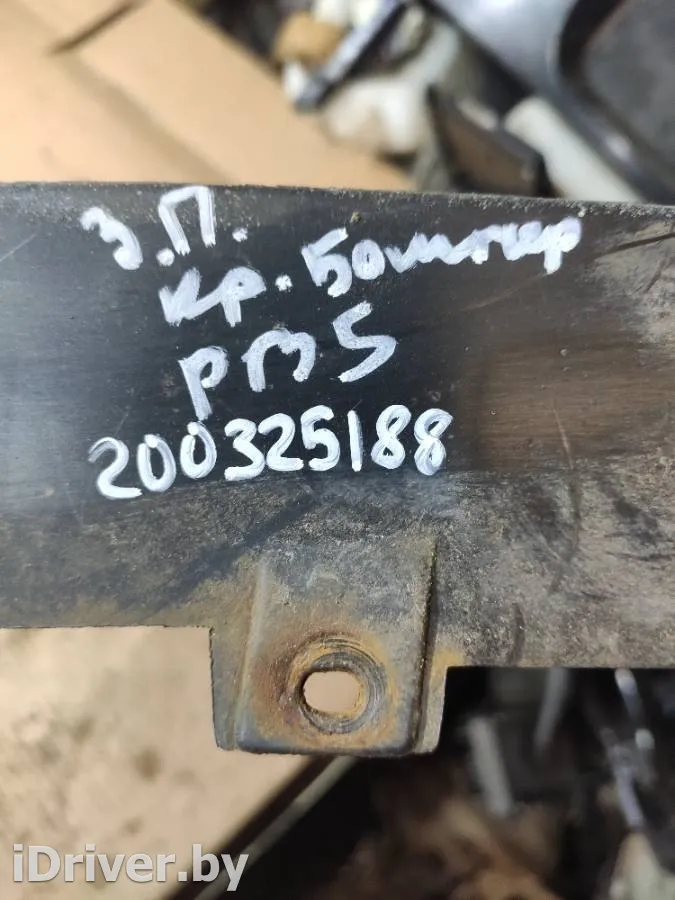 З.П.
кр. Бампер
РМ5
200325188
iDriver.by